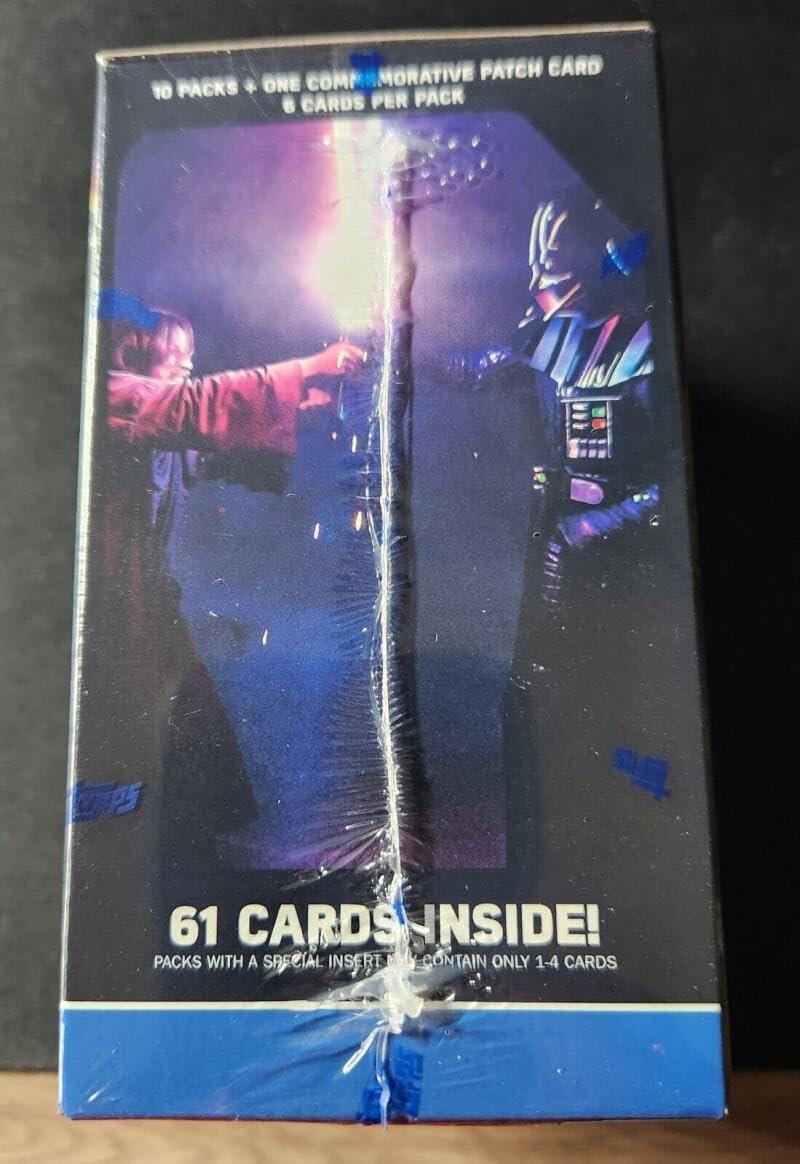 10 PACKS + ONE COMMEMORATIVE PATCH CARD
6 CARDS PER PACK
TOPPS
61 CARDS INSIDE!
PACKS WITH A SPECIAL INSERT MAY CONTAIN ONLY 1-4 CARDS